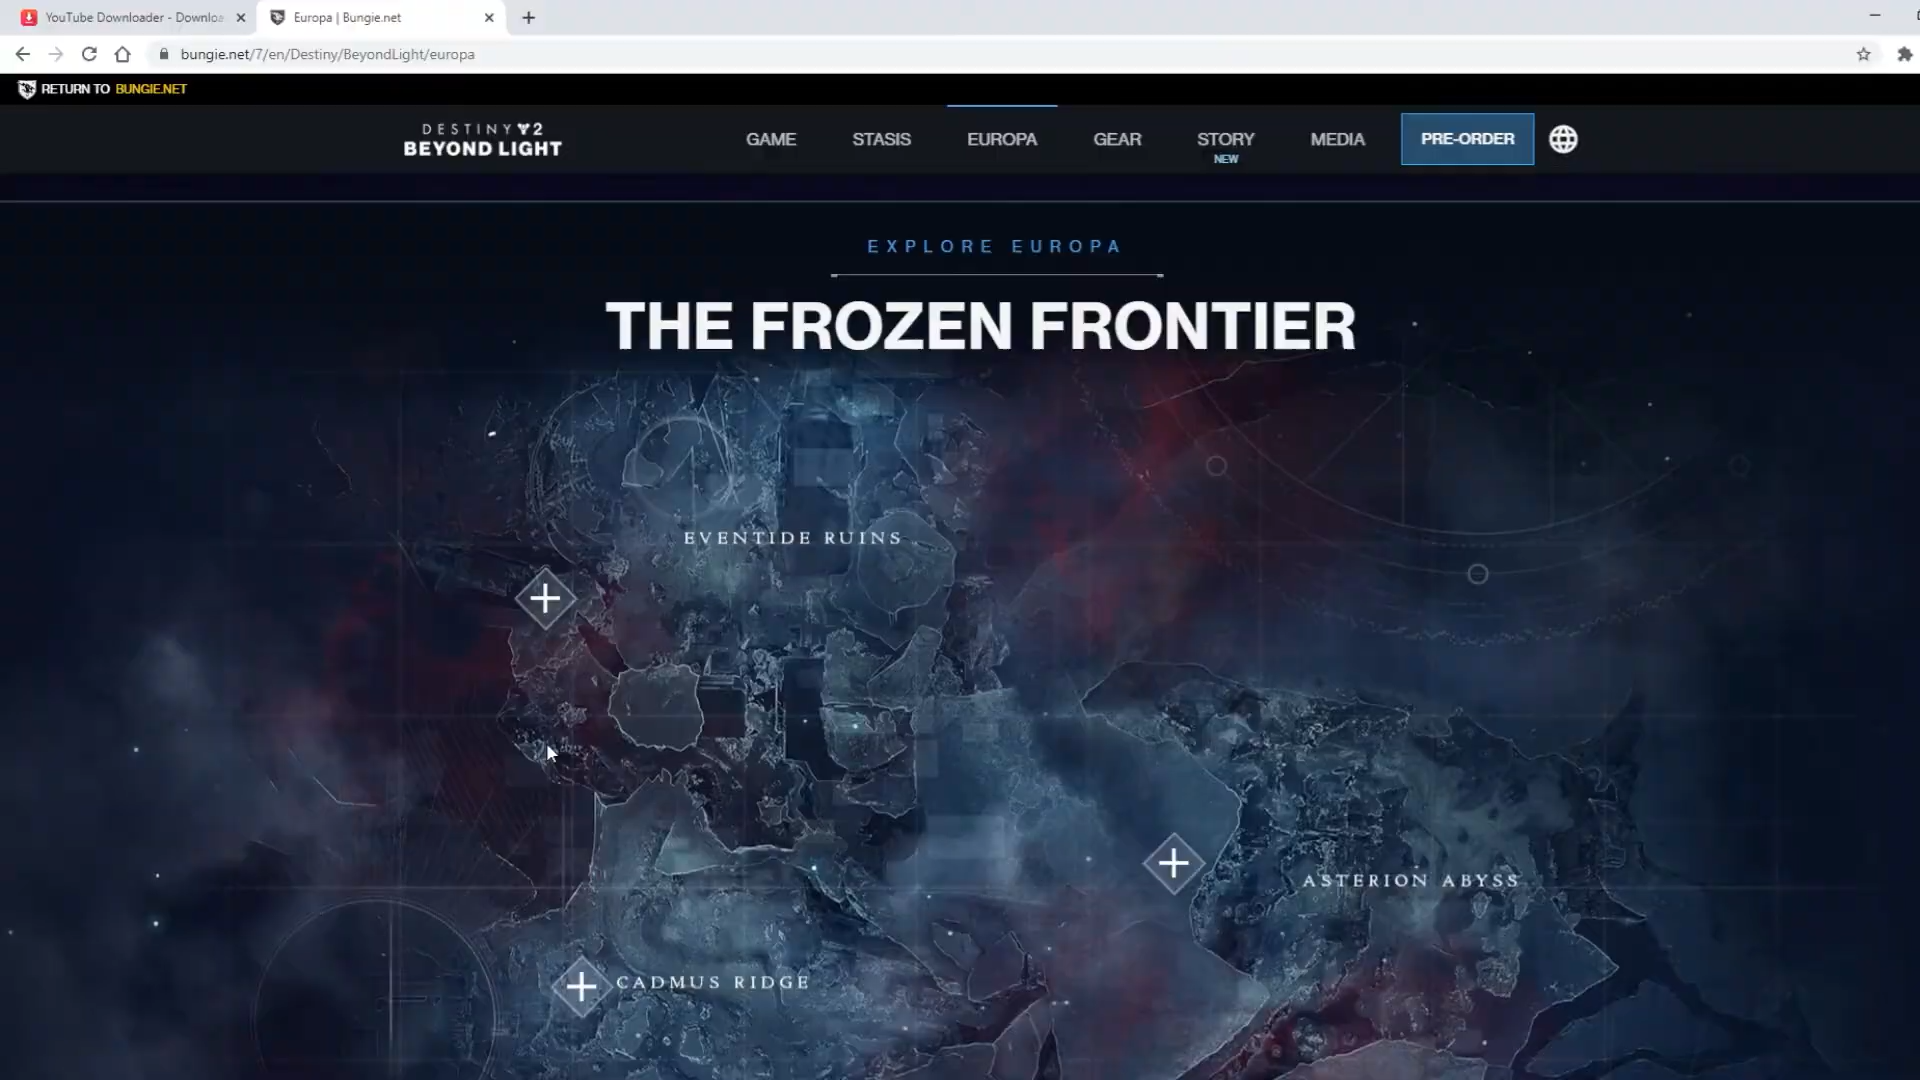 YouTube Downloader - Downloa
Europa | Bungie.net
bungie.net/7/en/Destiny/BeyondLight/europa
RETURN TO BUNGIE.NET
DESTINY 2
BEYOND LIGHT
GAME
STASIS
EUROPA
GEAR
STORY
NEW
MEDIA
PRE-ORDER
EXPLORE EUROPA
THE FROZEN FRONTIER
EVENTIDE RUINS
ASTERION ABYSS
CADMUS RIDGE